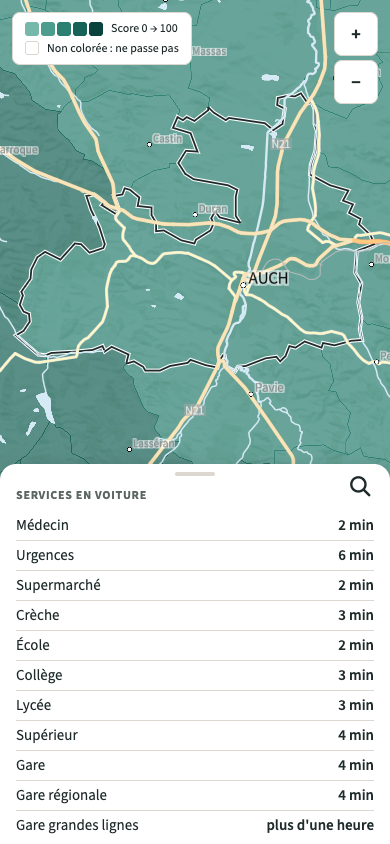 Score 0 → 100
Non colorée : ne passe pas
+
−
Massas
Castin
N21
arroque
Duran
AUCH
Mo
Pa
Pavie
N21
Lasséran
SERVICES EN VOITURE
Médecin 2 min
Urgences 6 min
Supermarché 2 min
Crèche 3 min
École 2 min
Collège 3 min
Lycée 3 min
Supérieur 4 min
Gare 4 min
Gare régionale 4 min
Gare grandes lignes plus d'une heure